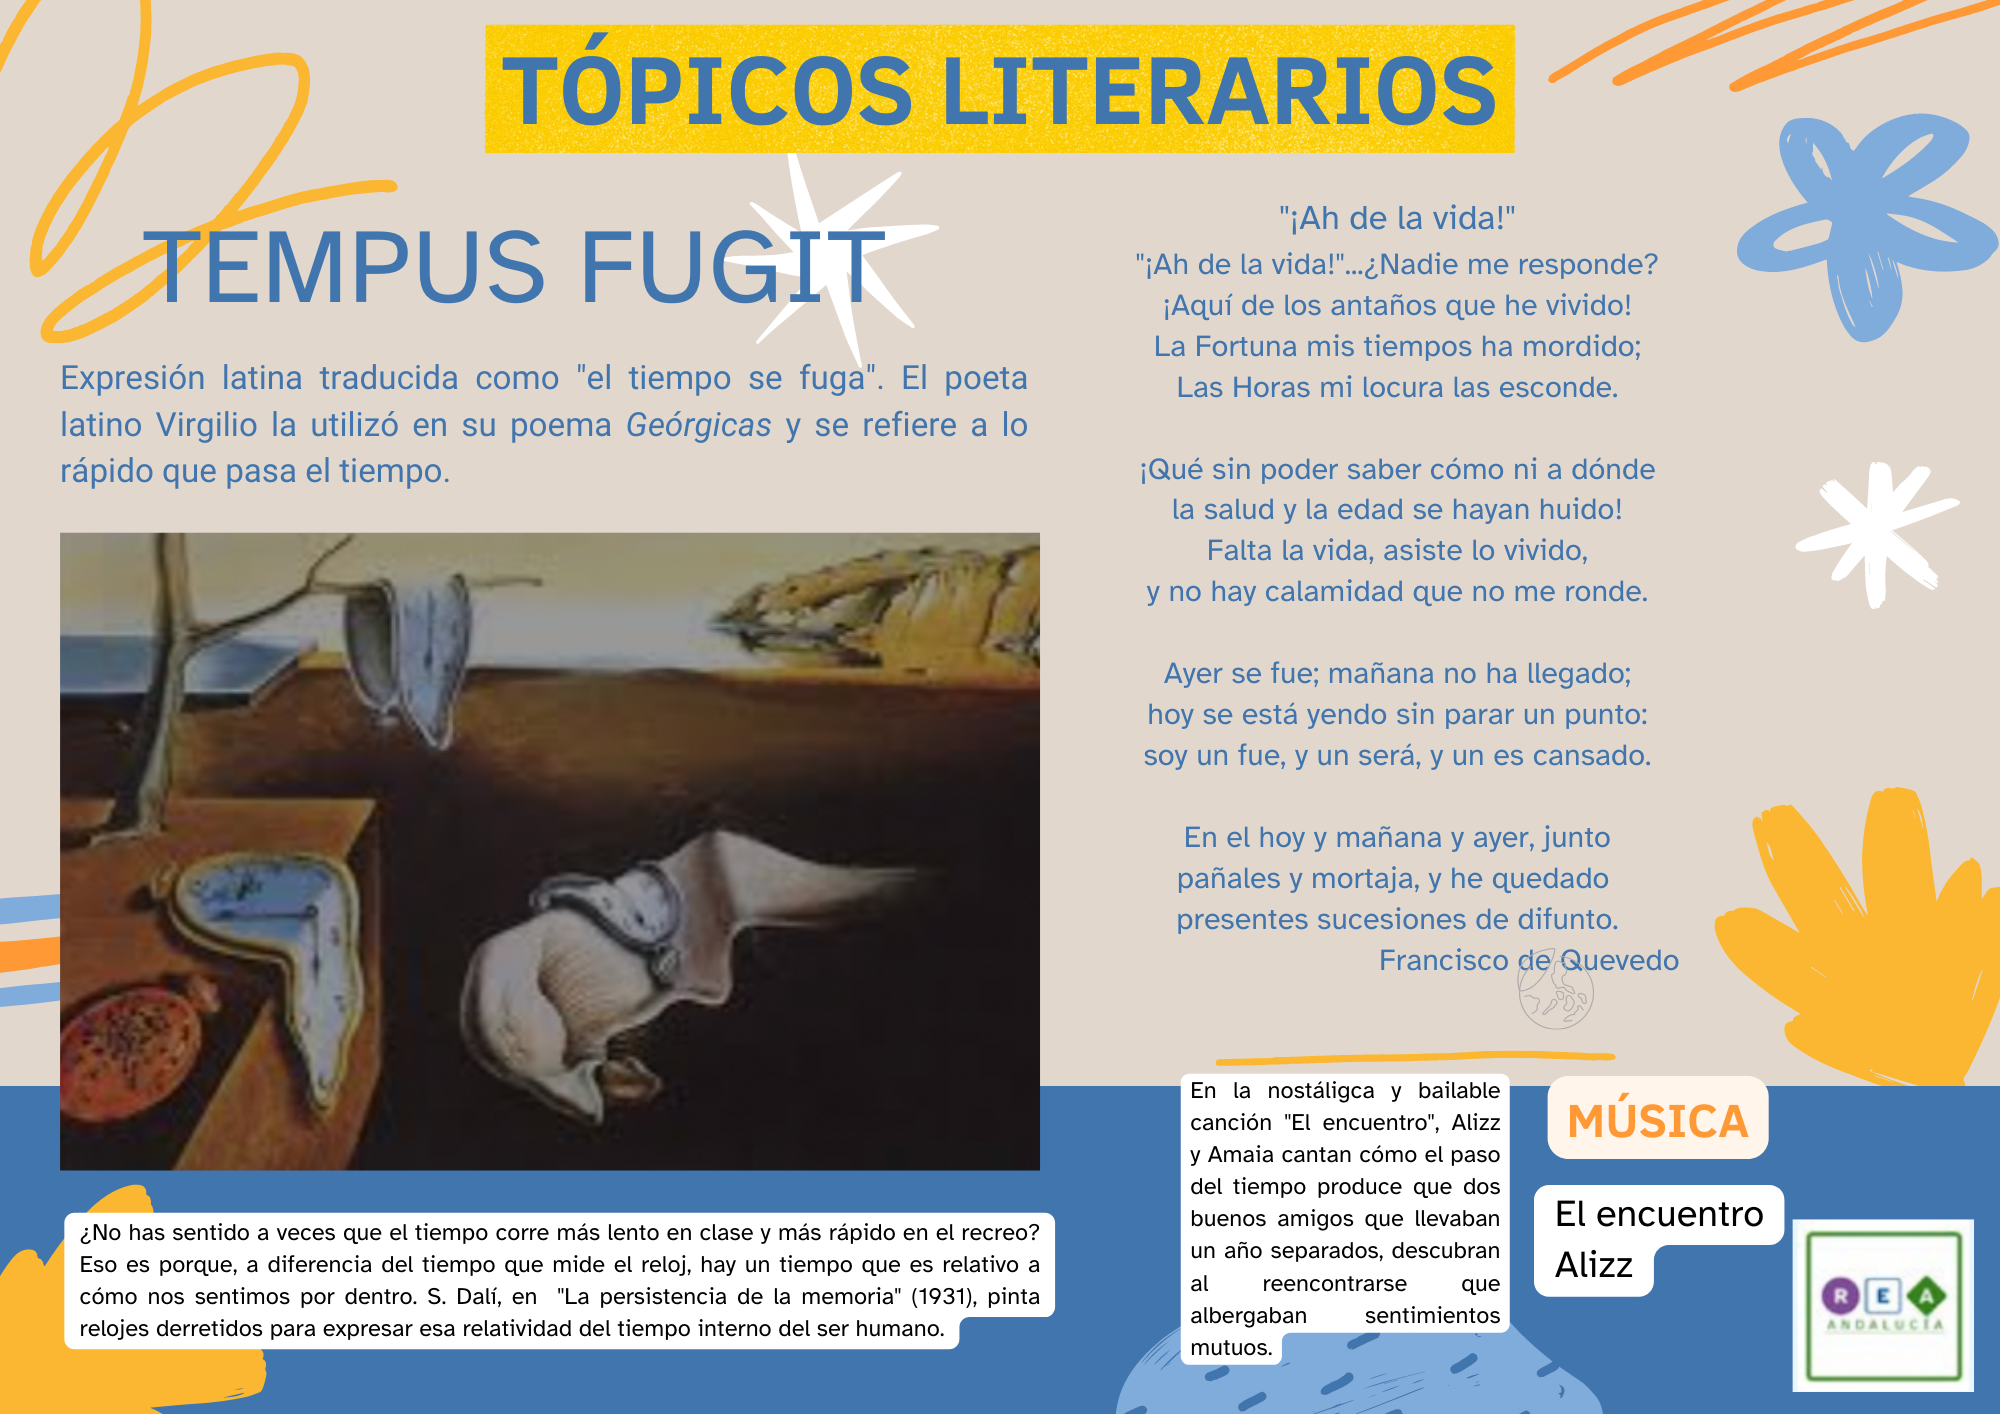 TÓPICOS LITERARIOS
TEMPUS FUGIT
Expresión latina traducida como "el tiempo se fuga". El poeta
latino Virgilio la utilizó en su poema Geórgicas y se refiere a lo
rápido que pasa el tiempo.
¿No has sentido a veces que el tiempo corre más lento en clase y más rápido en el recreo?
Eso es porque, a diferencia del tiempo que mide el reloj, hay un tiempo que es relativo a
cómo nos sentimos por dentro. S. Dalí, en "La persistencia de la memoria" (1931), pinta
relojes derretidos para expresar esa relatividad del tiempo interno del ser humano.
"¡Ah de la vida!"
"¡Ah de la vida!"...¿Nadie me responde?
¡Aquí de los antaños que he vivido!
La Fortuna mis tiempos ha mordido;
Las Horas mi locura las esconde.
¡Qué sin poder saber cómo ni a dónde
la salud y la edad se hayan huido!
Falta la vida, asiste lo vivido,
y no hay calamidad que no me ronde.
Ayer se fue; mañana no ha llegado;
hoy se está yendo sin parar un punto:
soy un fue, y un será, y un es cansado.
En el hoy y mañana y ayer, junto
pañales y mortaja, y he quedado
presentes sucesiones de difunto.
Francisco de Quevedo
En la nostáligca y bailable
canción "El encuentro", Alizz
y Amaia cantan cómo el paso
del tiempo produce que dos
buenos amigos que llevaban
un año separados, descubran
al reencontrarse que
albergaban sentimientos
mutuos.
MÚSICA
El encuentro
Alizz
REA
ANDALUCÍA